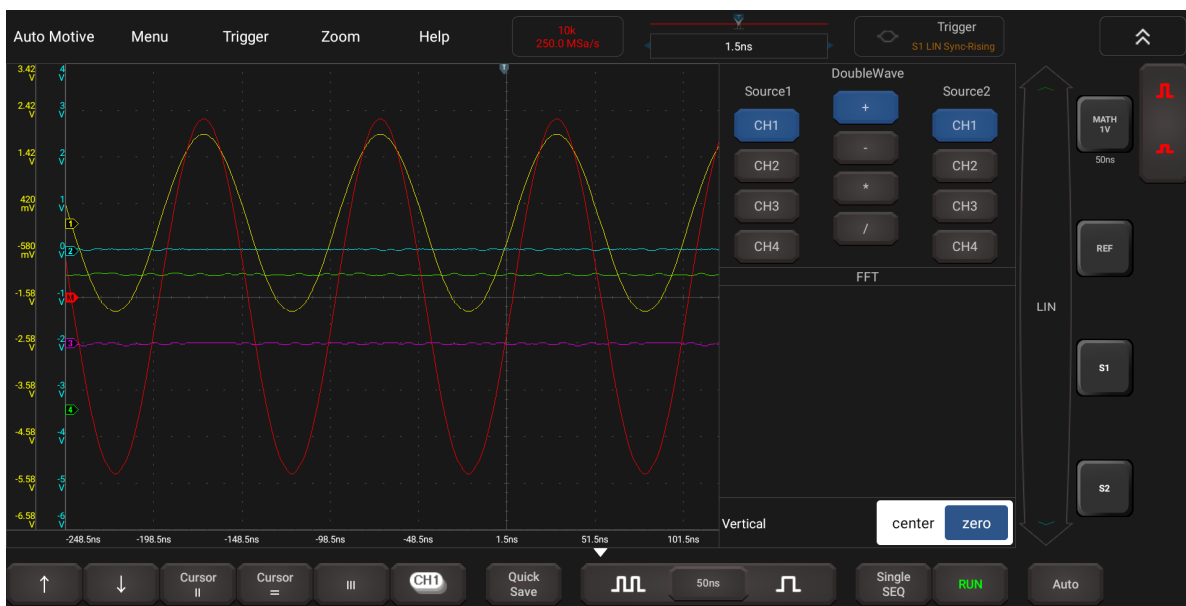 Auto Motive
Menu
Trigger
Zoom
Help
10k
250.0 MSa/s
T
1.5ns
Trigger
S1 LIN Sync-Rising
3.42
V
2.42
V
1.42
V
420
mV
-580
mV
-1.58
V
-2.58
V
-3.58
V
-4.58
V
-5.58
V
-6.58
V
4
V
3
V
2
V
1
V
0
V
-1
V
-2
V
-3
V
-4
V
-5
V
-6
V
T
1
2
3
4
-248.5ns
-198.5ns
-148.5ns
-98.5ns
-48.5ns
1.5ns
51.5ns
101.5ns
DoubleWave
Source1
Source2
CH1
+
CH1
CH2
-
CH2
CH3
*
CH3
CH4
/
CH4
FFT
Vertical
center
zero
LIN
MATH
1V
50ns
REF
S1
S2
↑
↓
Cursor
II
Cursor
=
III
CH1
Quick
Save
50ns
Single
SEQ
RUN
Auto